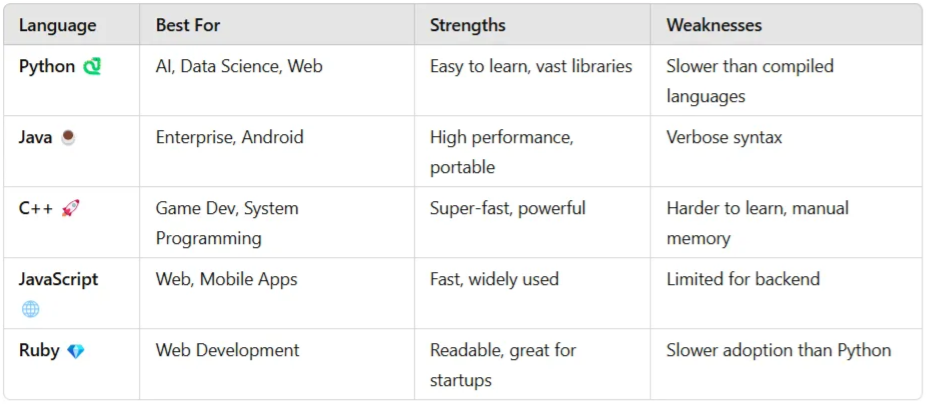 Language Best For Strengths Weaknesses
Python AI, Data Science, Web Easy to learn, vast libraries Slower than compiled
languages
Java Enterprise, Android High performance, Verbose syntax
portable
C++ Game Dev, System Super-fast, powerful Harder to learn, manual
Programming memory
JavaScript Web, Mobile Apps Fast, widely used Limited for backend
Ruby Web Development Readable, great for Slower adoption than Python
startups